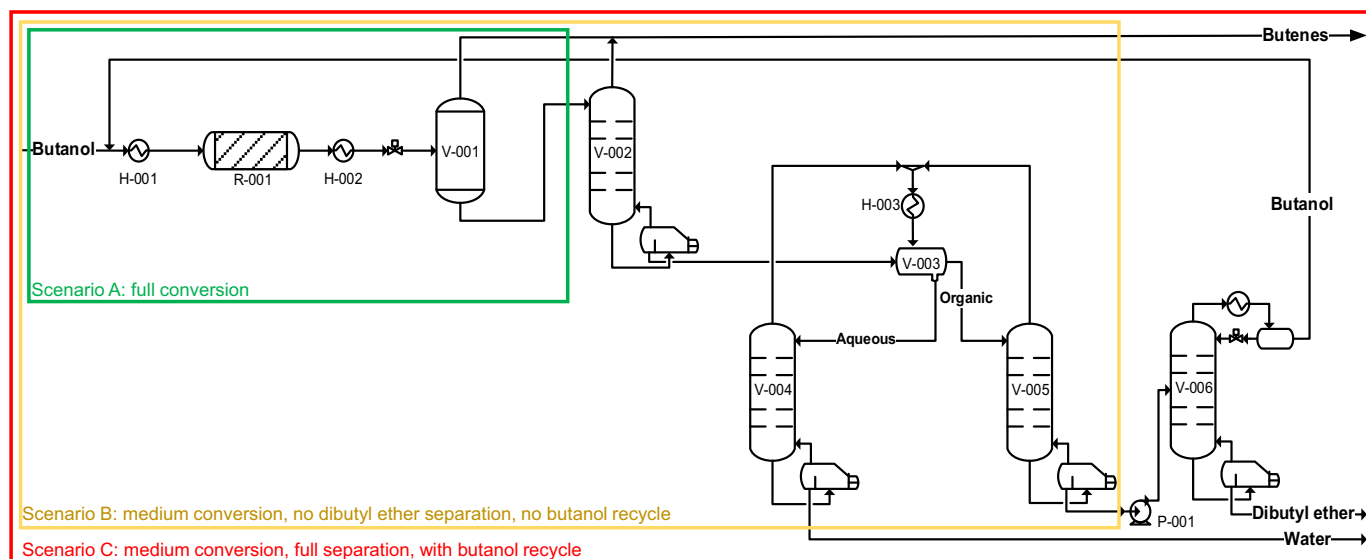 Butenes
Butanol
H-001
R-001
H-002
V-001
V-002
H-003
V-003
Organic
Aqueous
V-004
V-005
Butanol
V-006
P-001
Dibutyl ether
Water
Scenario A: full conversion
Scenario B: medium conversion, no dibutyl ether separation, no butanol recycle
Scenario C: medium conversion, full separation, with butanol recycle